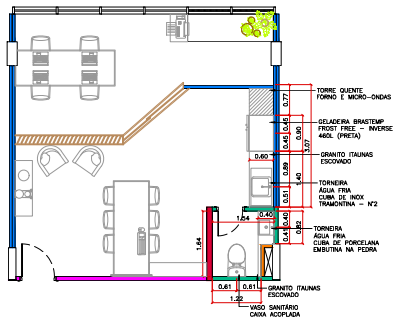 TORRE QUENTE
FORNO E MICRO-ONDAS
0.77
GELADEIRA BRASTEMP
FROST FREE - INVERSE
460L (PRETA)
0.45
0.90
3.07
0.45
GRANITO ITAUNAS
ESCOVADO
0.60
0.89
1.40
TORNEIRA
ÁGUA FRIA
CUBA DE INOX
TRAMONTINA - Nº2
0.51
0.40
1.54
0.40
0.82
0.41
TORNEIRA
ÁGUA FRIA
CUBA DE PORCELANA
EMBUTINA NA PEDRA
1.64
0.61
0.61
GRANITO ITAUNAS
ESCOVADO
1.22
VASO SANITÁRIO
CAIXA ACOPLADA